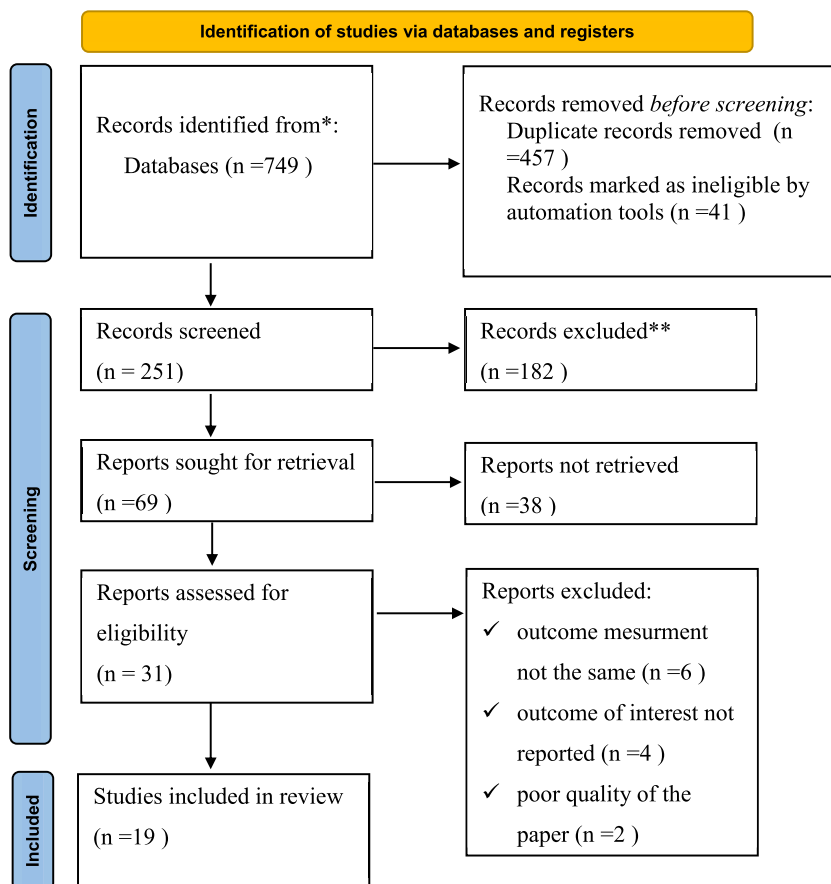 Identification of studies via databases and registers
Identification
Records identified from*:
Databases (n =749 )
Records removed before screening:
Duplicate records removed (n
=457 )
Records marked as ineligible by
automation tools (n =41 )
Screening
Records screened
(n = 251)
Records excluded**
(n =182 )
Reports sought for retrieval
(n =69 )
Reports not retrieved
(n =38 )
Reports assessed for
eligibility
(n = 31)
Reports excluded:
✓ outcome mesurment
not the same (n =6 )
✓ outcome of interest not
reported (n =4 )
✓ poor quality of the
paper (n =2 )
Included
Studies included in review
(n =19 )